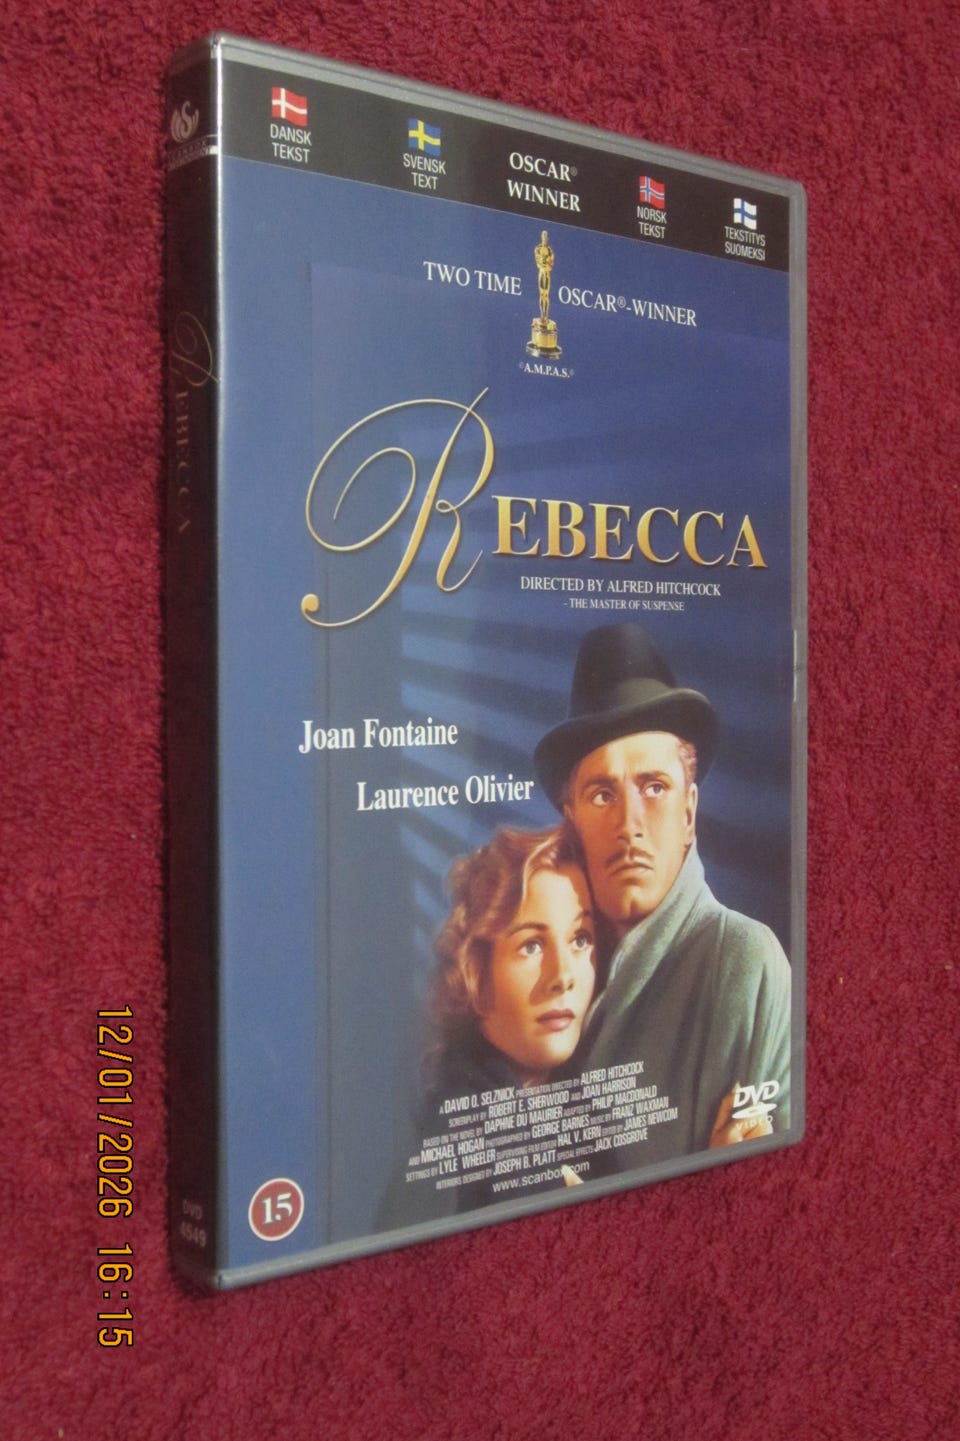 DANSK
TEKST
SVENSK
TEXT
OSCAR®
WINNER
NORSK
TEKST
TEKSTITYS
SUOMEKSI
TWO TIME OSCAR®-WINNER
©A.M.P.A.S.®
REBECCA
DIRECTED BY ALFRED HITCHCOCK
- THE MASTER OF SUSPENSE
Joan Fontaine
Laurence Olivier
A DAVID O. SELZNICK PRESENTATION DIRECTED BY ALFRED HITCHCOCK
SCREENPLAY BY ROBERT E. SHERWOOD AND JOAN HARRISON
BASED ON THE NOVEL BY DAPHNE DU MAURIER ADAPTED BY PHILIP MACDONALD
AND MICHAEL HOGAN PHOTOGRAPHED BY GEORGE BARNES MUSIC BY FRANZ WAXMAN
SETTINGS BY LYLE WHEELER SUPERVISING FILM EDITOR HAL V. KERN EDITED BY JAMES NEWCOM
INTERIORS DESIGNED BY JOSEPH B. PLATT SPECIAL EFFECTS JACK COSGROVE
www.scanbox.com
15
DVD
VIDEO
REBECCA
DVD
4549
12/01/2026 16:15